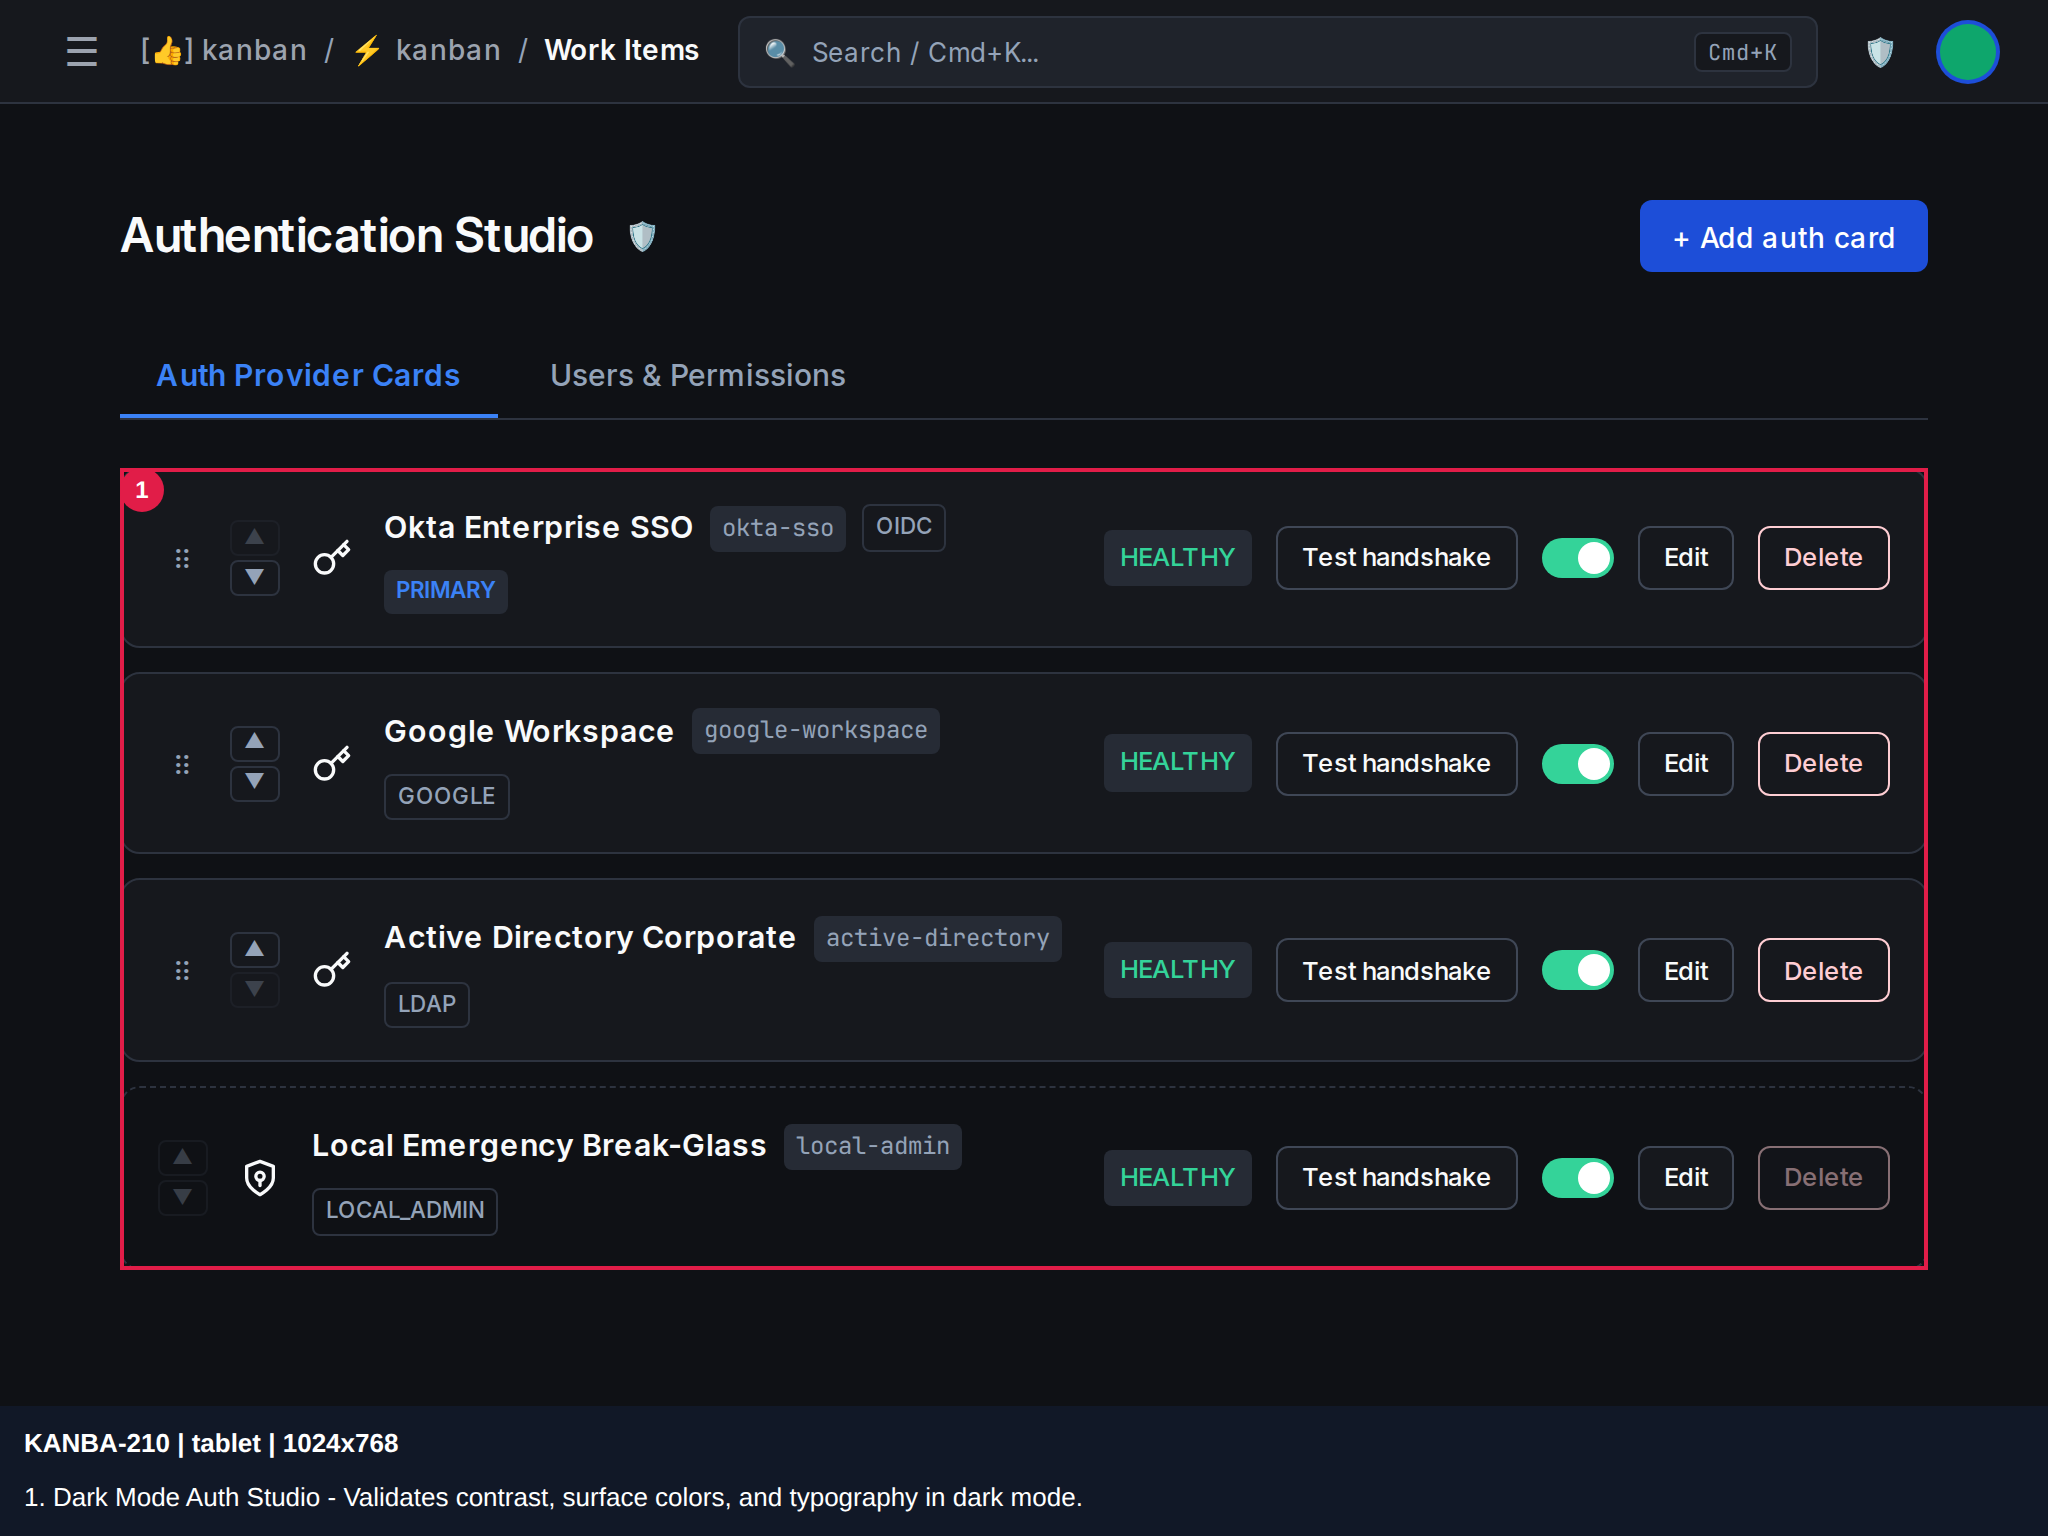 ☰ [👍] kanban / ⚡ kanban / Work Items 🔍 Search / Cmd+K... Cmd+K
Authentication Studio
+ Add auth card
Auth Provider Cards Users & Permissions
1
Okta Enterprise SSO okta-sso OIDC
PRIMARY
HEALTHY Test handshake Edit Delete
Google Workspace google-workspace
GOOGLE
HEALTHY Test handshake Edit Delete
Active Directory Corporate active-directory
LDAP
HEALTHY Test handshake Edit Delete
Local Emergency Break-Glass local-admin
LOCAL_ADMIN
HEALTHY Test handshake Edit Delete
KANBA-210 | tablet | 1024x768
1. Dark Mode Auth Studio - Validates contrast, surface colors, and typography in dark mode.